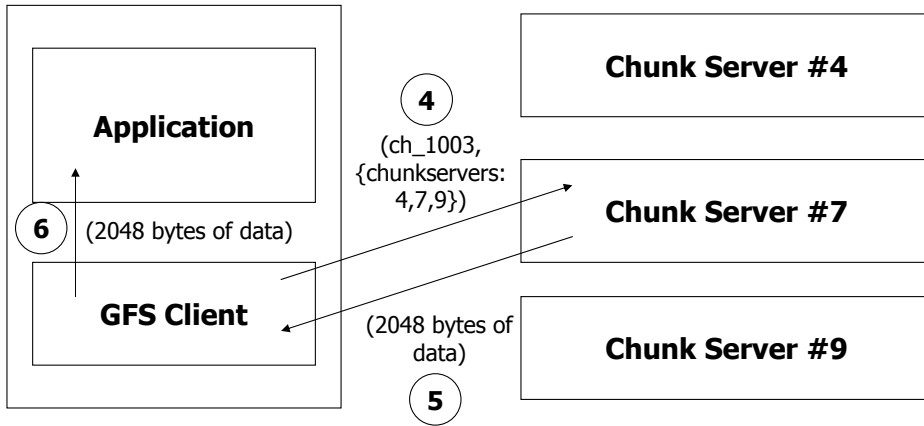 Application
6
(2048 bytes of data)
GFS Client
4
(ch_1003,
{chunkservers:
4,7,9})
(2048 bytes of
data)
5
Chunk Server #4
Chunk Server #7
Chunk Server #9